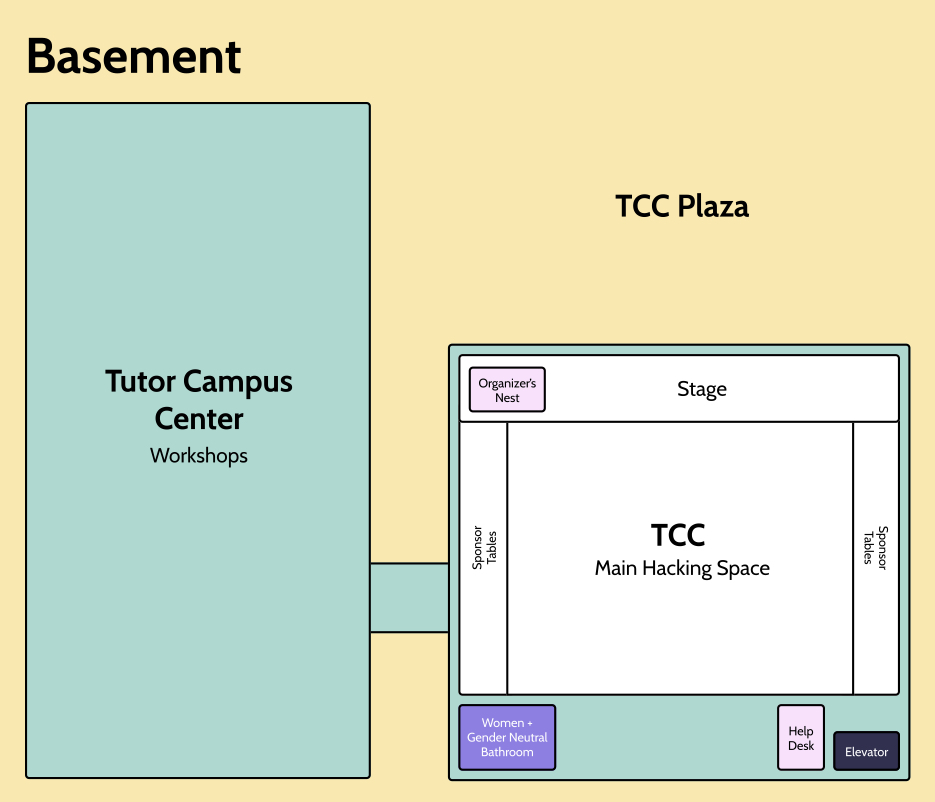 Basement
TCC Plaza
Tutor Campus
Center
Workshops
Organizer's
Nest
Stage
Sponsor
Tables
TCC
Main Hacking Space
Sponsor
Tables
Women +
Gender Neutral
Bathroom
Help
Desk
Elevator